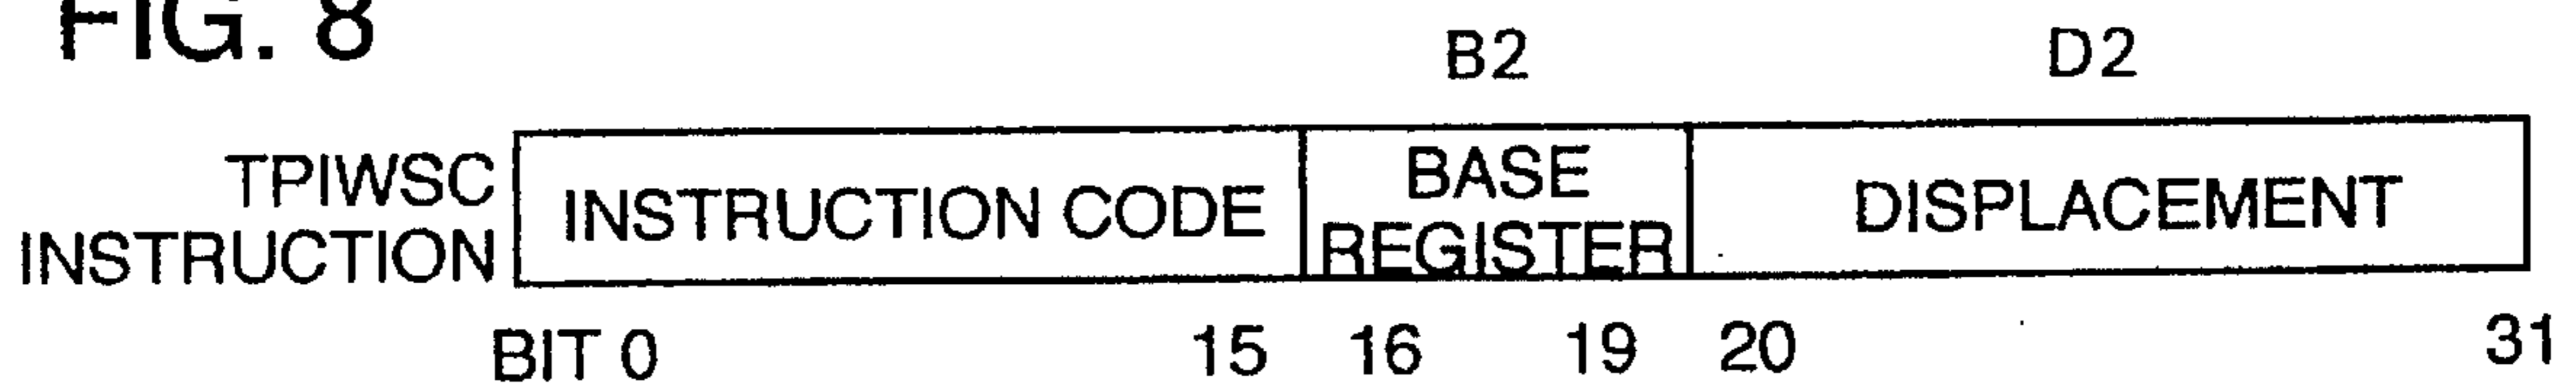 FIG. 8
B2 D2
TPIWSC
INSTRUCTION
INSTRUCTION CODE
BASE
REGISTER
DISPLACEMENT
BIT 0 15 16 19 20 31